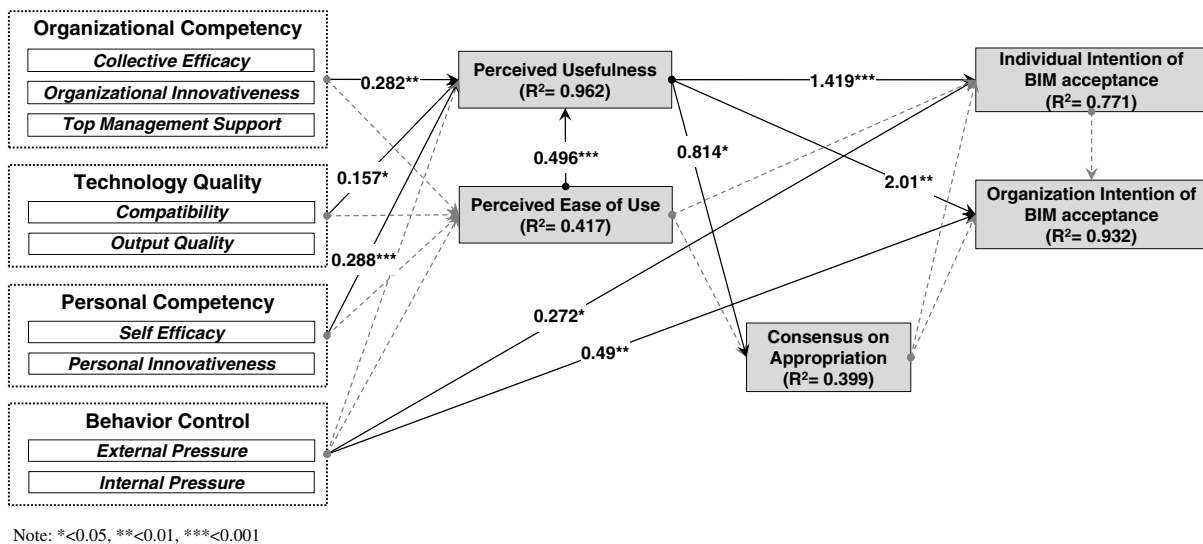 Organizational Competency
Collective Efficacy
Organizational Innovativeness
Top Management Support
Technology Quality
Compatibility
Output Quality
Personal Competency
Self Efficacy
Personal Innovativeness
Behavior Control
External Pressure
Internal Pressure
0.282**
0.157*
0.288***
Perceived Usefulness
(R²= 0.962)
0.496***
Perceived Ease of Use
(R²= 0.417)
1.419***
0.814*
2.01**
0.272*
0.49**
Consensus on
Appropriation
(R²= 0.399)
Individual Intention of
BIM acceptance
(R²= 0.771)
Organization Intention of
BIM acceptance
(R²= 0.932)
Note: *<0.05, **<0.01, ***<0.001